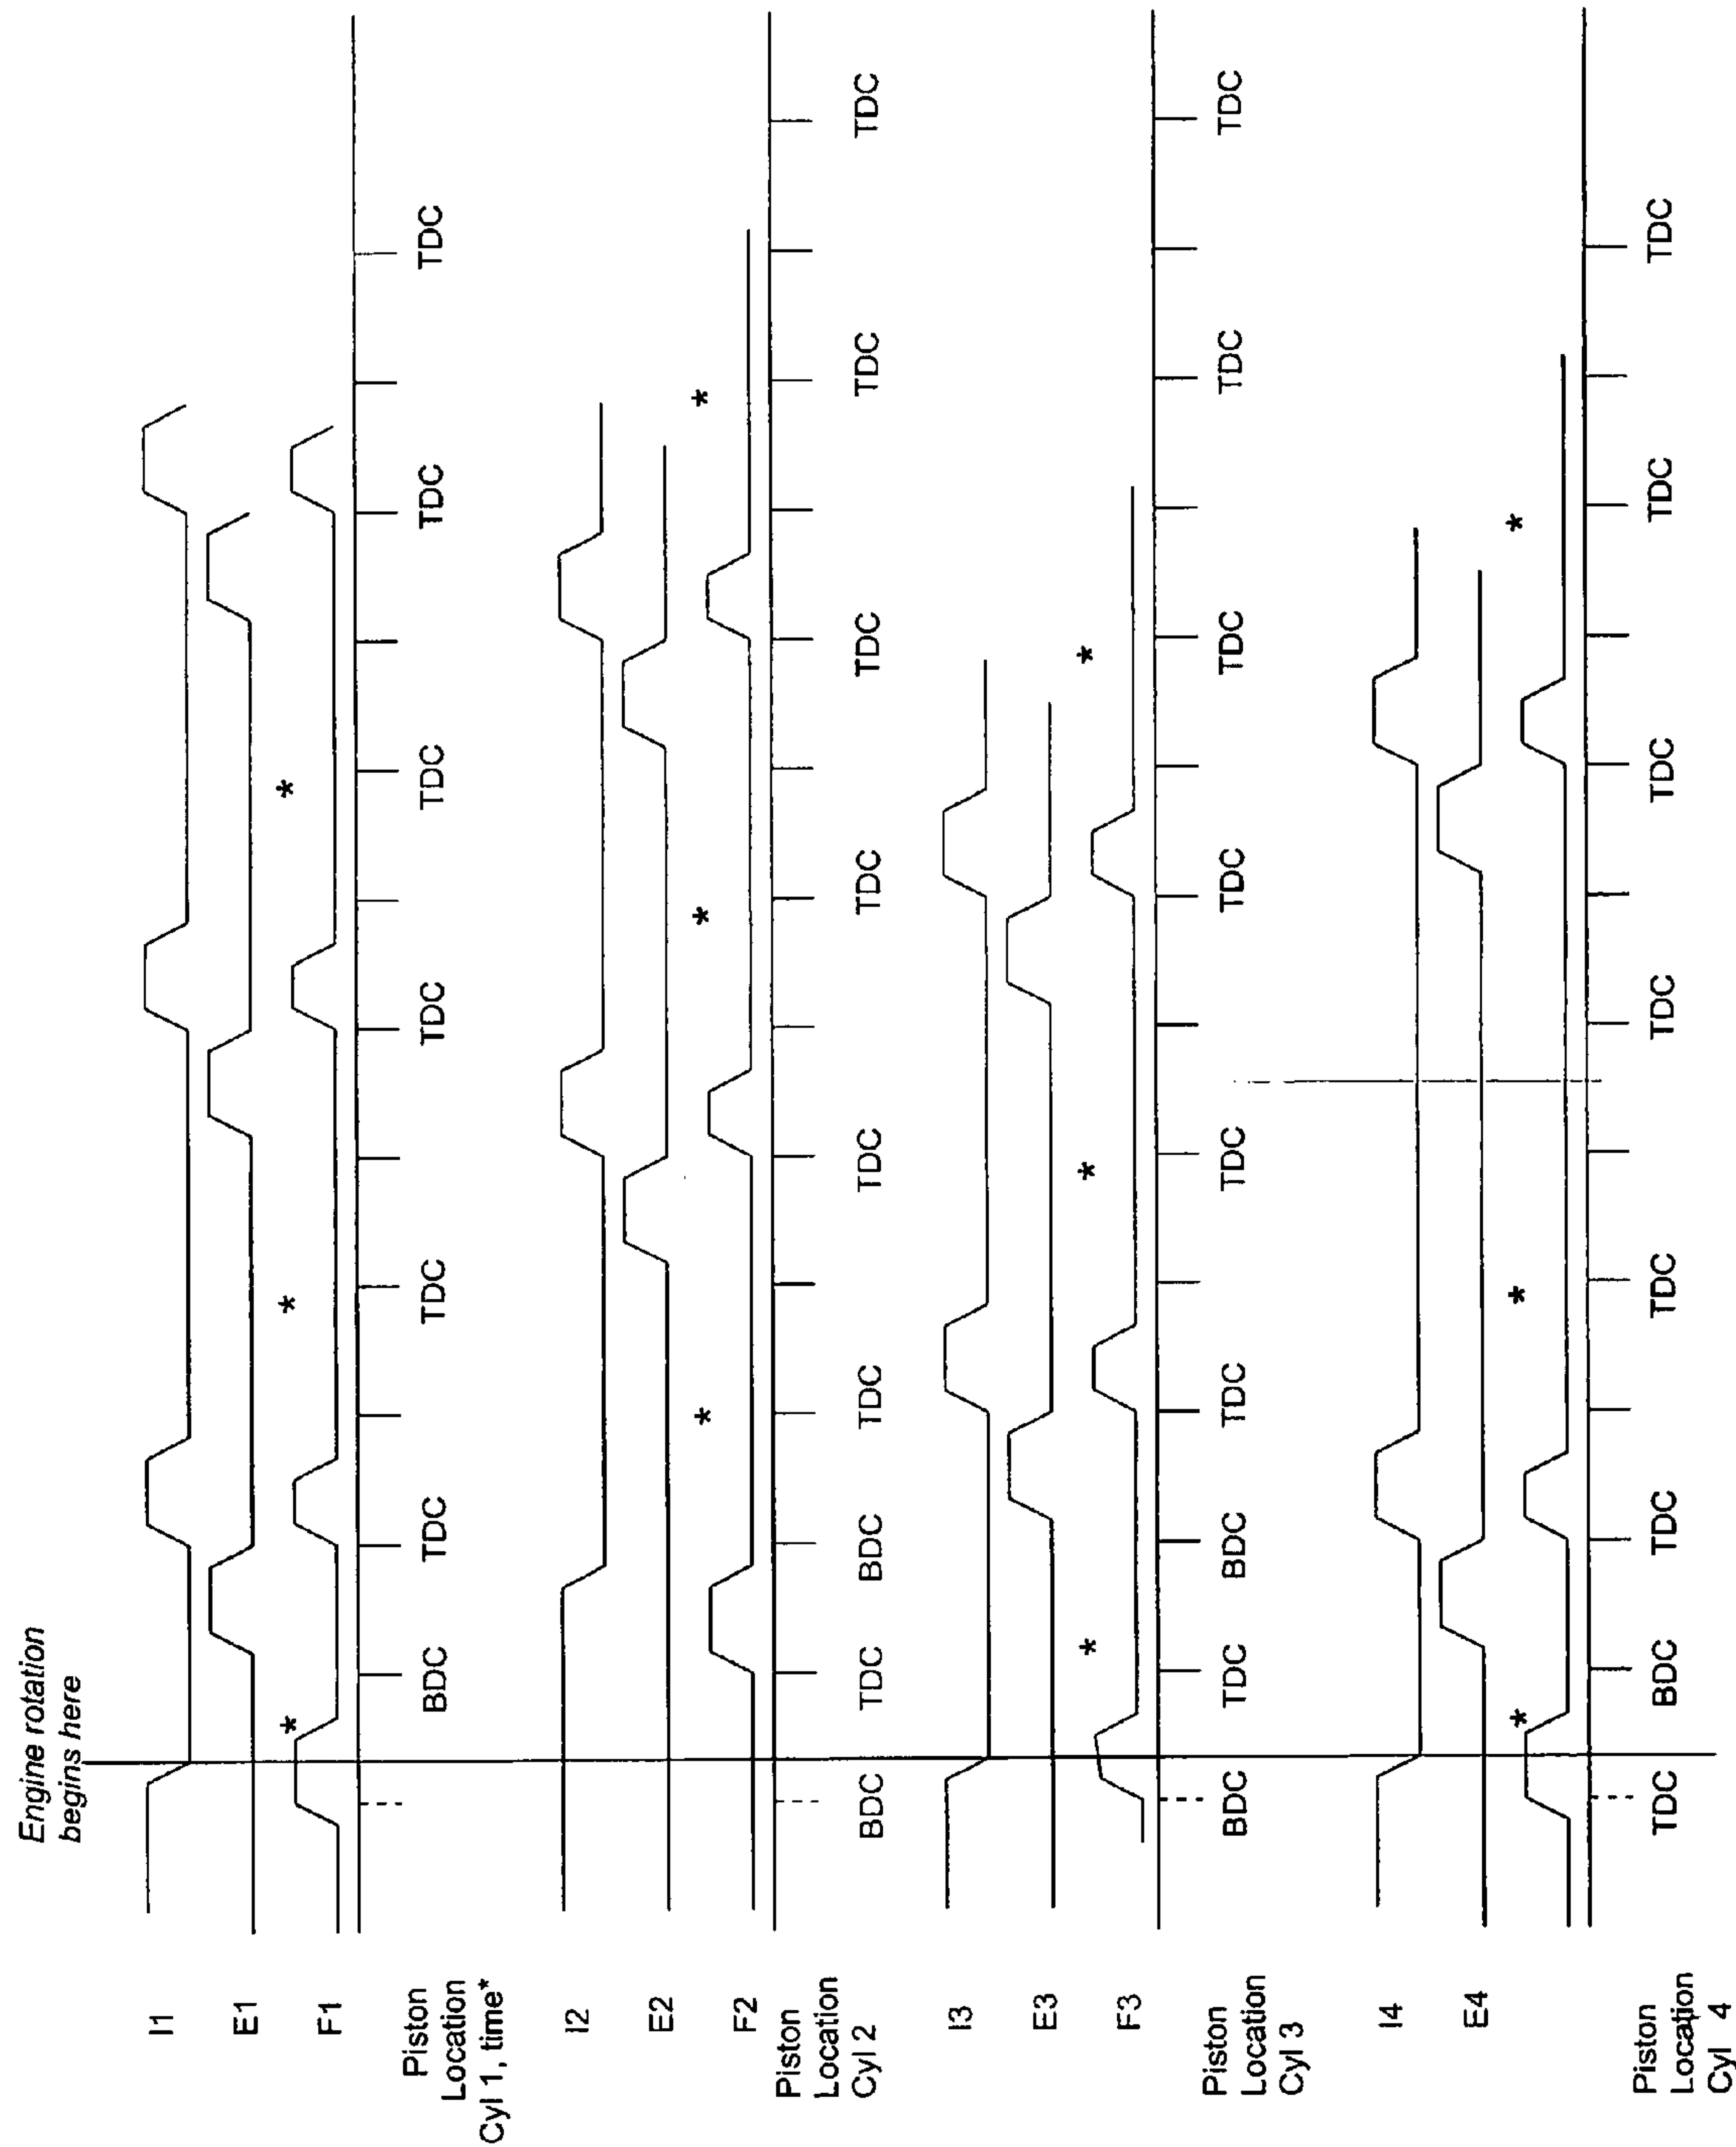 Engine rotation
begins here
I1
E1
F1
Piston
Location
Cyl 1, time*
BDC TDC TDC TDC TDC TDC TDC
I2
E2
F2
Piston
Location
Cyl 2
BDC TDC BDC TDC TDC TDC TDC TDC TDC
I3
E3
F3
Piston
Location
Cyl 3
BDC TDC BDC TDC TDC TDC TDC TDC TDC
I4
E4
Piston
Location
Cyl 4
TDC BDC TDC TDC TDC TDC TDC TDC